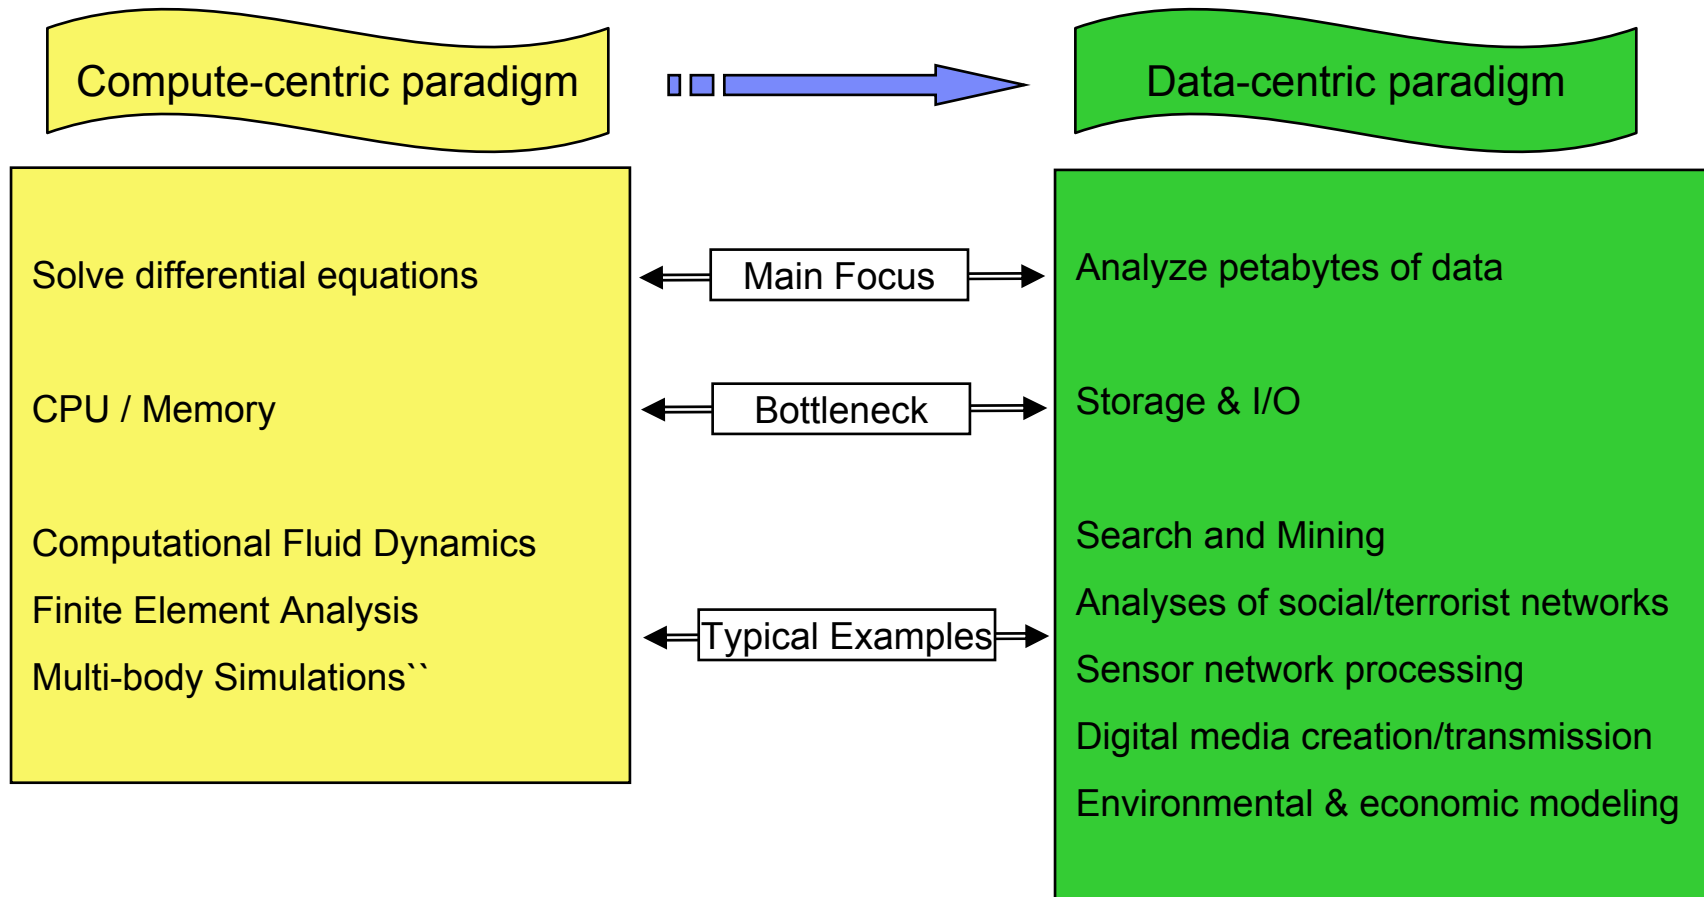 Compute-centric paradigm
Data-centric paradigm
Solve differential equations
Main Focus
Analyze petabytes of data
CPU / Memory
Bottleneck
Storage & I/O
Computational Fluid Dynamics
Finite Element Analysis
Multi-body Simulations``
Typical Examples
Search and Mining
Analyses of social/terrorist networks
Sensor network processing
Digital media creation/transmission
Environmental & economic modeling